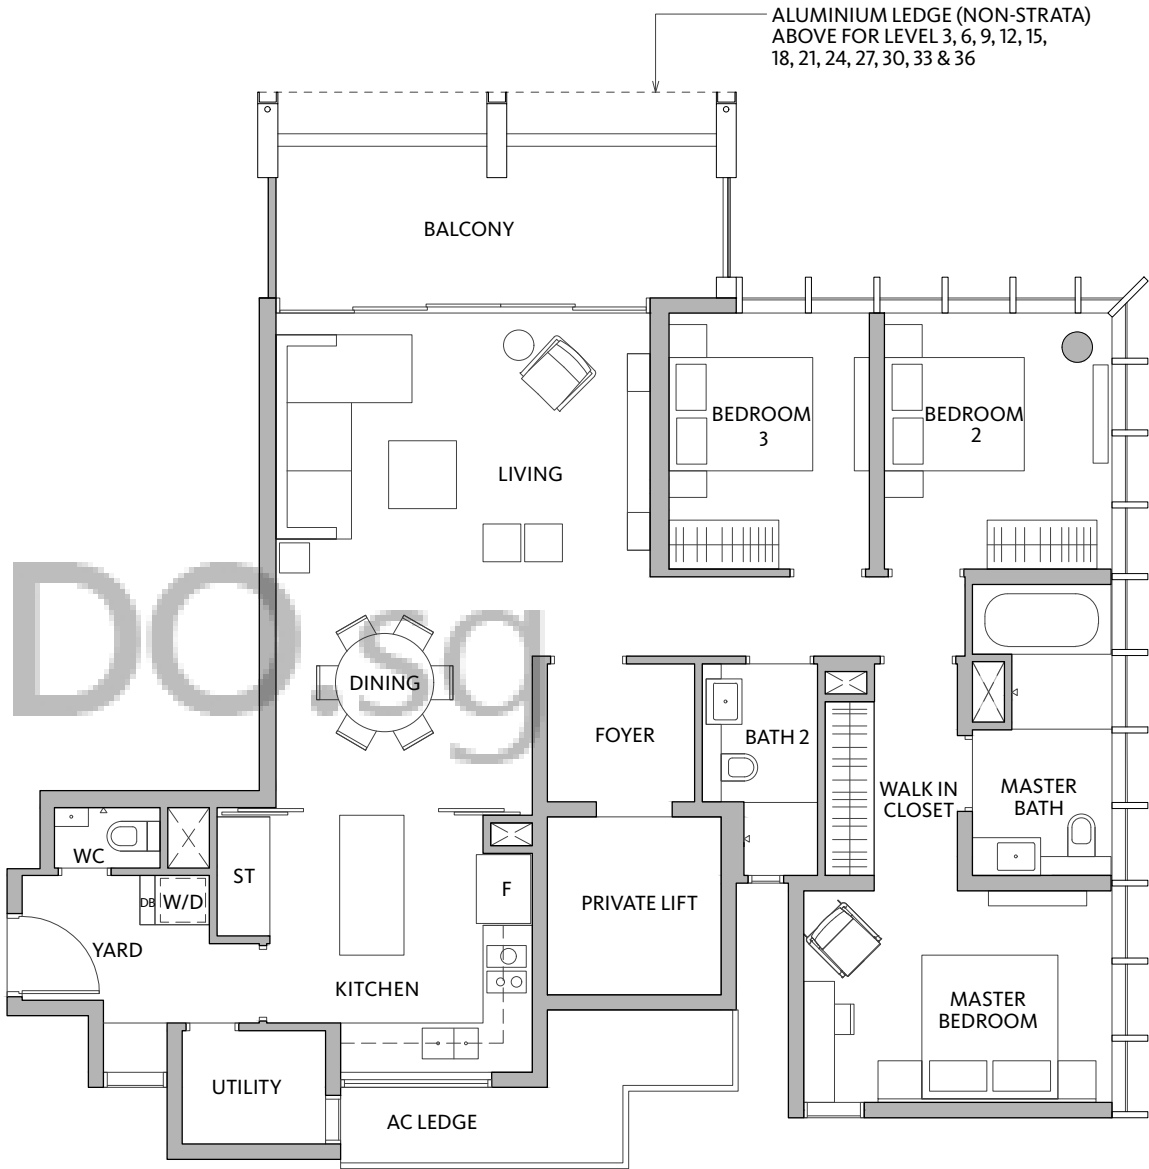 ALUMINIUM LEDGE (NON-STRATA)
ABOVE FOR LEVEL 3, 6, 9, 12, 15,
18, 21, 24, 27, 30, 33 & 36
BALCONY
BEDROOM
3
BEDROOM
2
LIVING
DO.sg
DINING
FOYER
BATH 2
WALK IN
CLOSET
MASTER
BATH
WC
ST
F
DB
W/D
PRIVATE LIFT
YARD
KITCHEN
MASTER
BEDROOM
UTILITY
AC LEDGE